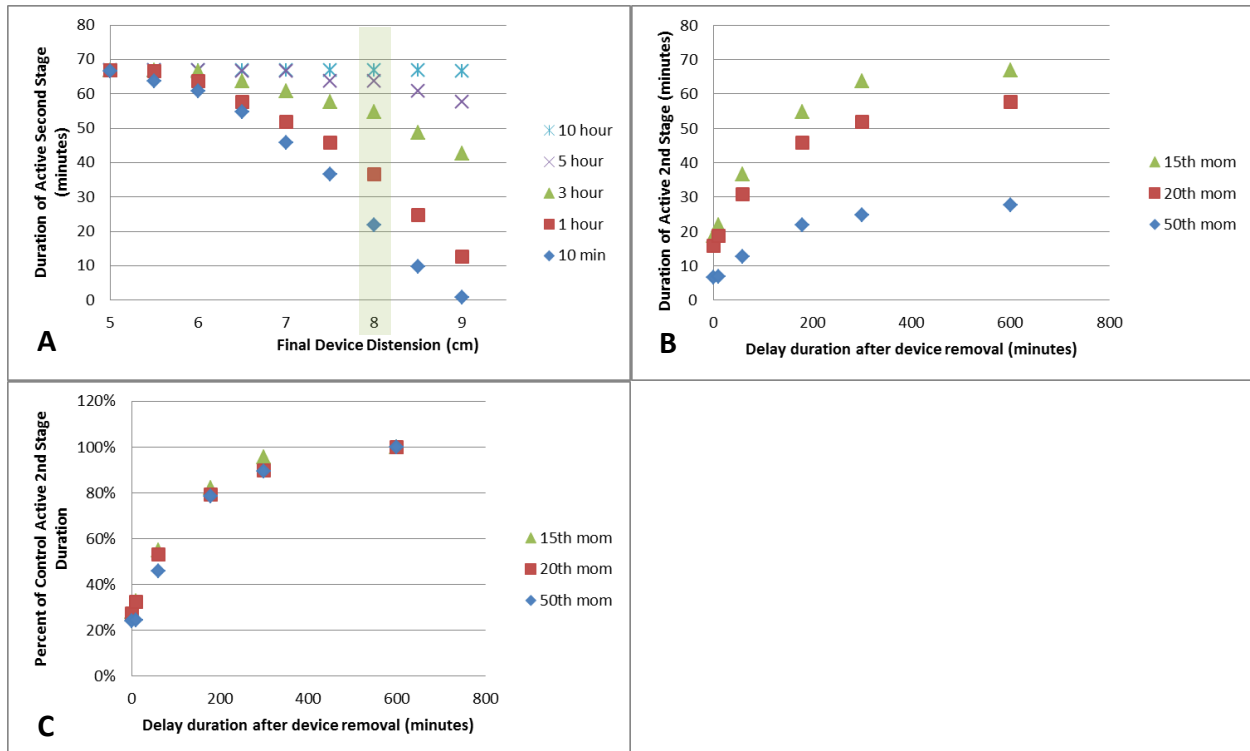 80
70
60
50
40
30
20
10
0
Duration of Active Second Stage
(minutes)
5
6
7
8
9
Final Device Distension (cm)
10 hour
5 hour
3 hour
1 hour
10 min
A
80
70
60
50
40
30
20
10
0
Duration of Active 2nd Stage (minutes)
0
200
400
600
800
Delay duration after device removal (minutes)
15th mom
20th mom
50th mom
B
120%
100%
80%
60%
40%
20%
0%
Percent of Control Active 2nd Stage
Duration
0
200
400
600
800
Delay duration after device removal (minutes)
15th mom
20th mom
50th mom
C